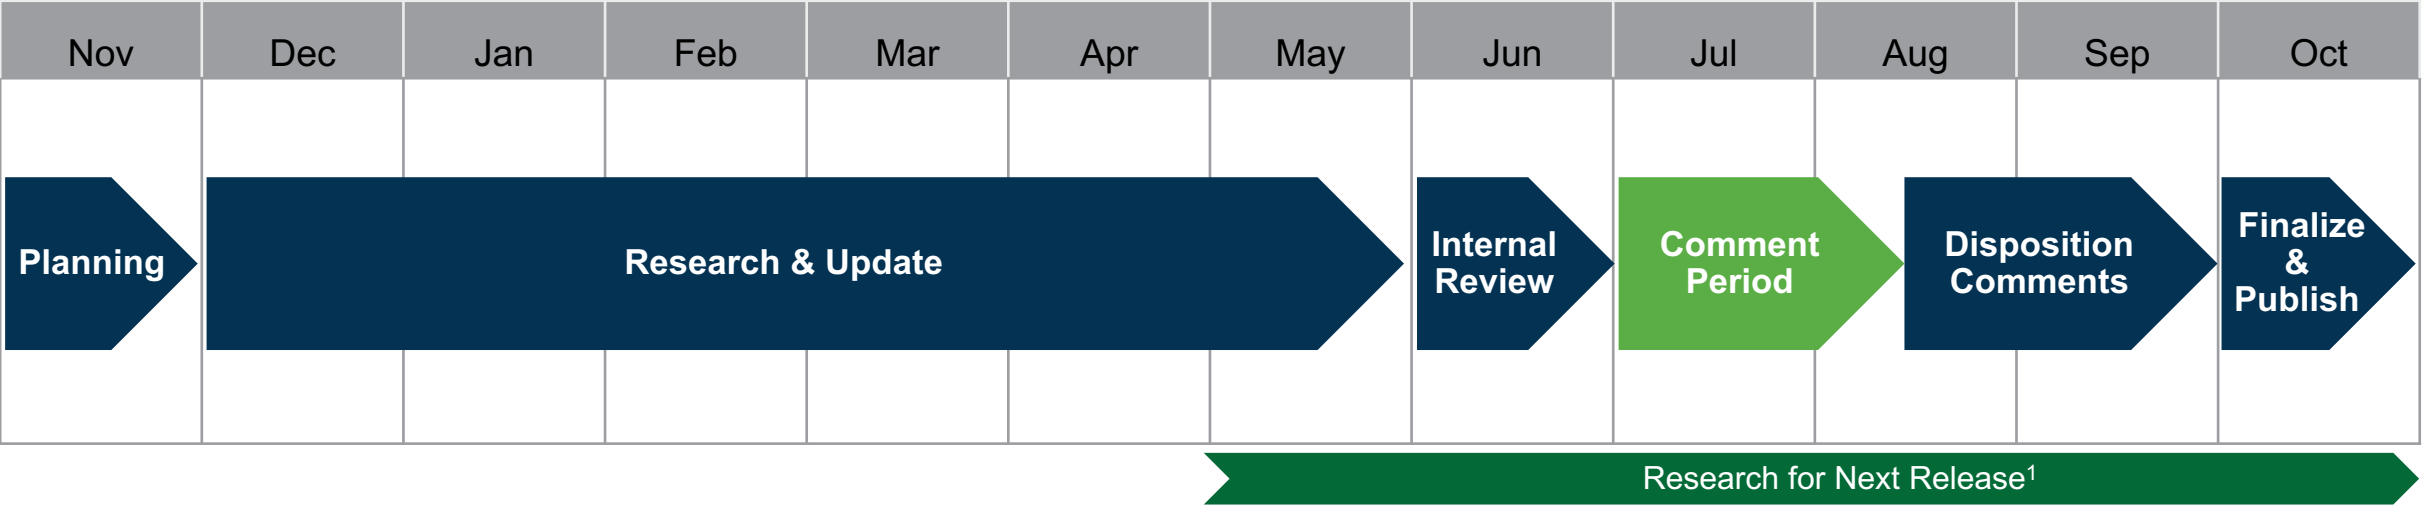 Nov Dec Jan Feb Mar Apr May Jun Jul Aug Sep Oct
Planning
Research & Update
Internal
Review
Comment
Period
Disposition
Comments
Finalize
&
Publish
Research for Next Release¹